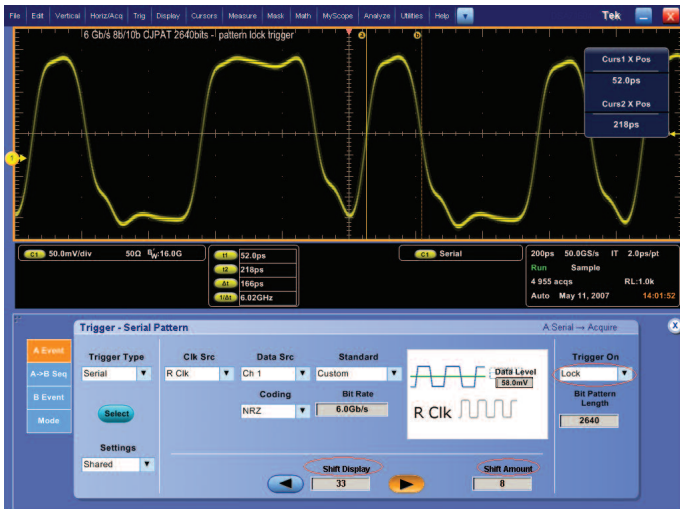 File Edit Vertical Horiz/Acq Trig Display Cursors Measure Mask Math MyScope Analyze Utilities Help Tek X
6 Gb/s 8b/10b CJPAT 2640bits - pattern lock trigger
a b
Curs1 X Pos
52.0ps
Curs2 X Pos
218ps
1
C1 50.0mV/div 50Ω BW:16.0G
t1 52.0ps
t2 218ps
Δt 166ps
1/Δt 6.02GHz
C1 Serial
200ps 50.0GS/s IT 2.0ps/pt
Run Sample
4 955 acqs RL:1.0k
Auto May 11, 2007 14:01:52
Trigger - Serial Pattern A:Serial → Acquire X
A Event
A->B Seq
B Event
Mode
Trigger Type
Serial
Select
Settings
Shared
Clk Src
R Clk
Data Src
Ch 1
Coding
NRZ
Standard
Custom
Bit Rate
6.0Gb/s
Data Level
58.0mV
R Clk
Trigger On
Lock
Bit Pattern
Length
2640
Shift Display
33
Shift Amount
8